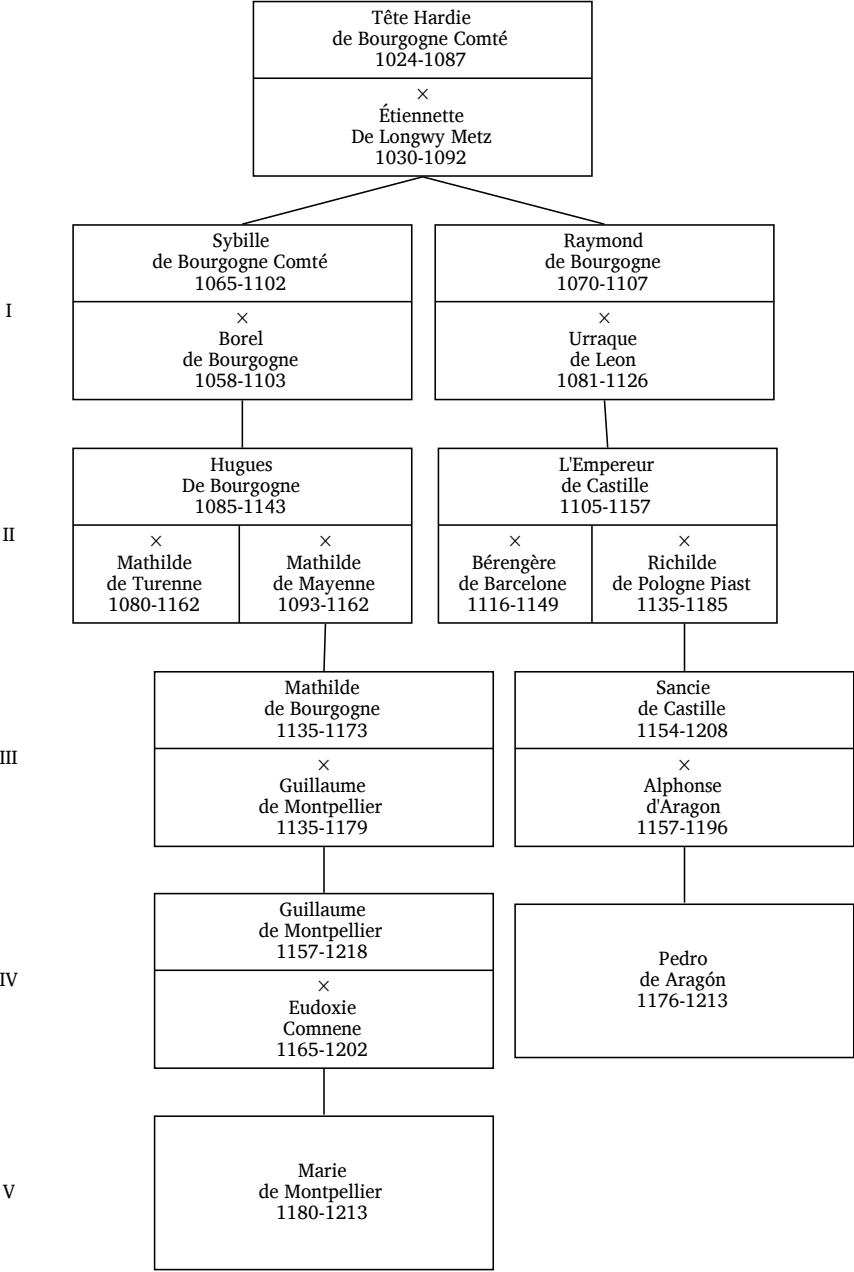 Tête Hardie
de Bourgogne Comté
1024-1087
×
Étiennette
De Longwy Metz
1030-1092
I
Sybille
de Bourgogne Comté
1065-1102
×
Borel
de Bourgogne
1058-1103
Raymond
de Bourgogne
1070-1107
×
Urraque
de Leon
1081-1126
II
Hugues
De Bourgogne
1085-1143
×
Mathilde
de Turenne
1080-1162
×
Mathilde
de Mayenne
1093-1162
L'Empereur
de Castille
1105-1157
×
Bérengère
de Barcelone
1116-1149
×
Richilde
de Pologne Piast
1135-1185
III
Mathilde
de Bourgogne
1135-1173
×
Guillaume
de Montpellier
1135-1179
Sancie
de Castille
1154-1208
×
Alphonse
d'Aragon
1157-1196
IV
Guillaume
de Montpellier
1157-1218
×
Eudoxie
Comnene
1165-1202
Pedro
de Aragón
1176-1213
V
Marie
de Montpellier
1180-1213